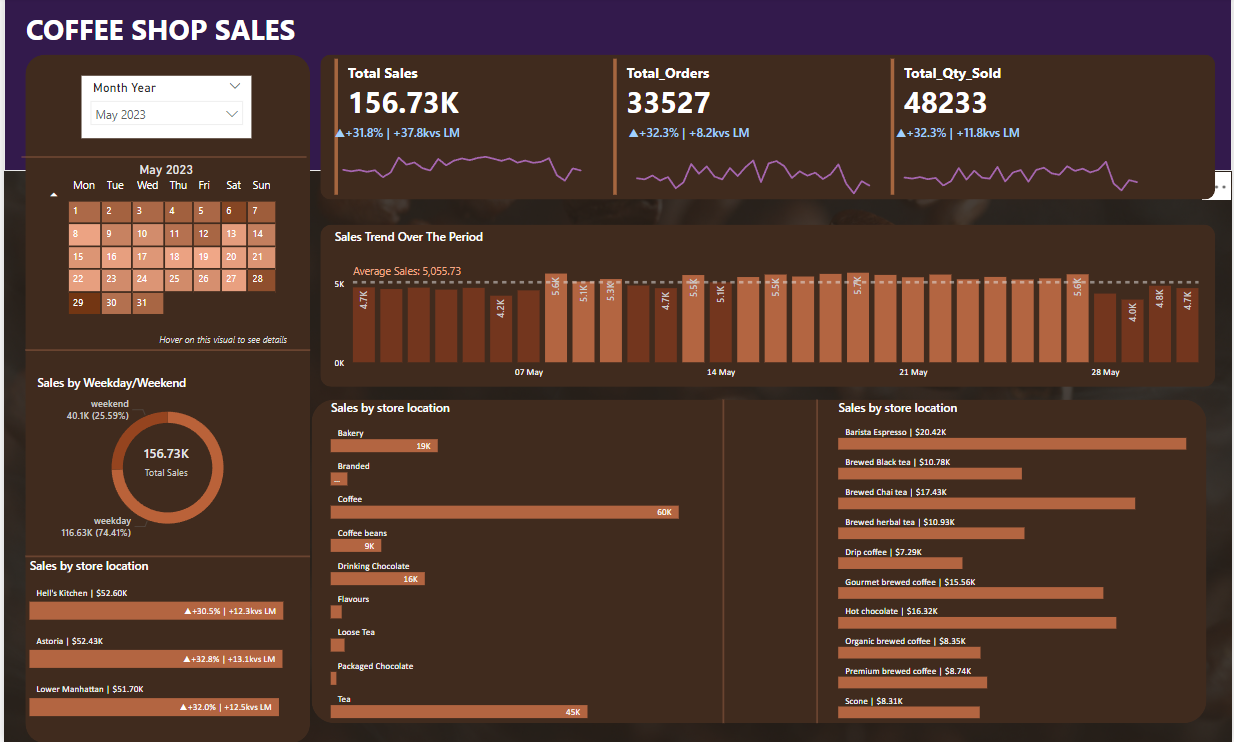 COFFEE SHOP SALES
Month Year
May 2023
May 2023
Mon Tue Wed Thu Fri Sat Sun
1 2 3 4 5 6 7
8 9 10 11 12 13 14
15 16 17 18 19 20 21
22 23 24 25 26 27 28
29 30 31
Hover on this visual to see details
Sales by Weekday/Weekend
weekend
40.1K (25.59%)
156.73K
Total Sales
weekday
116.63K (74.41%)
Sales by store location
Hell's Kitchen | $52.60K
▲+30.5% | +12.3kvs LM
Astoria | $52.43K
▲+32.8% | +13.1kvs LM
Lower Manhattan | $51.70K
▲+32.0% | +12.5kvs LM
Total Sales
156.73K
▲+31.8% | +37.8kvs LM
Total_Orders
33527
▲+32.3% | +8.2kvs LM
Total_Qty_Sold
48233
▲+32.3% | +11.8kvs LM
Sales Trend Over The Period
Average Sales: 5,055.73
5K
0K
4.7K
4.2K
5.6K
5.1K
5.3K
4.7K
5.5K
5.1K
5.5K
5.7K
5.6K
4.0K
4.8K
4.7K
07 May
14 May
21 May
28 May
Sales by store location
Bakery
19K
Branded
...
Coffee
60K
Coffee beans
9K
Drinking Chocolate
16K
Flavours
Loose Tea
Packaged Chocolate
Tea
45K
Sales by store location
Barista Espresso | $20.42K
Brewed Black tea | $10.78K
Brewed Chai tea | $17.43K
Brewed herbal tea | $10.93K
Drip coffee | $7.29K
Gourmet brewed coffee | $15.56K
Hot chocolate | $16.32K
Organic brewed coffee | $8.35K
Premium brewed coffee | $8.74K
Scone | $8.31K